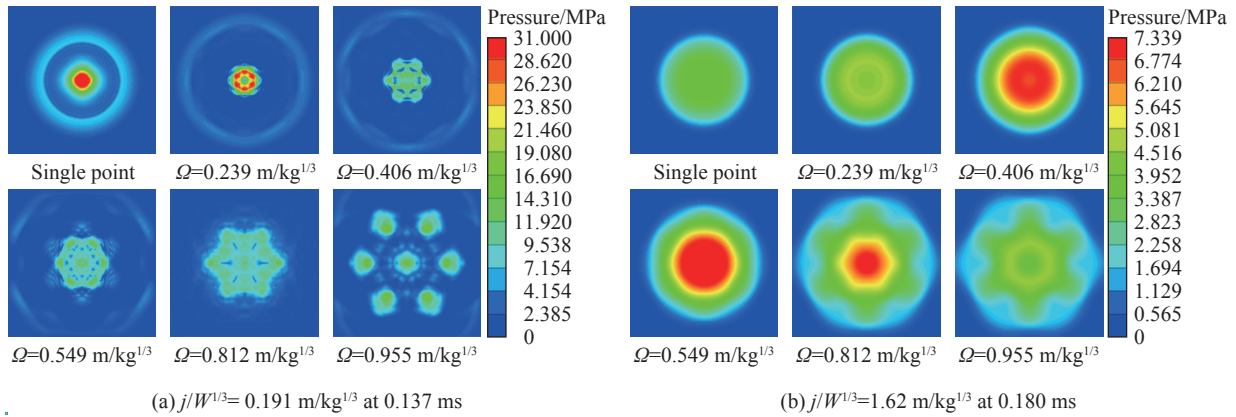 Pressure/MPa
31.000
28.620
26.230
23.850
21.460
19.080
16.690
14.310
11.920
9.538
7.154
4.154
2.385
0
Single point
Ω=0.239 m/kg1/3
Ω=0.406 m/kg1/3
Ω=0.549 m/kg1/3
Ω=0.812 m/kg1/3
Ω=0.955 m/kg1/3
(a) j/W1/3= 0.191 m/kg1/3 at 0.137 ms
Pressure/MPa
7.339
6.774
6.210
5.645
5.081
4.516
3.952
3.387
2.823
2.258
1.694
1.129
0.565
0
Single point
Ω=0.239 m/kg1/3
Ω=0.406 m/kg1/3
Ω=0.549 m/kg1/3
Ω=0.812 m/kg1/3
Ω=0.955 m/kg1/3
(b) j/W1/3=1.62 m/kg1/3 at 0.180 ms